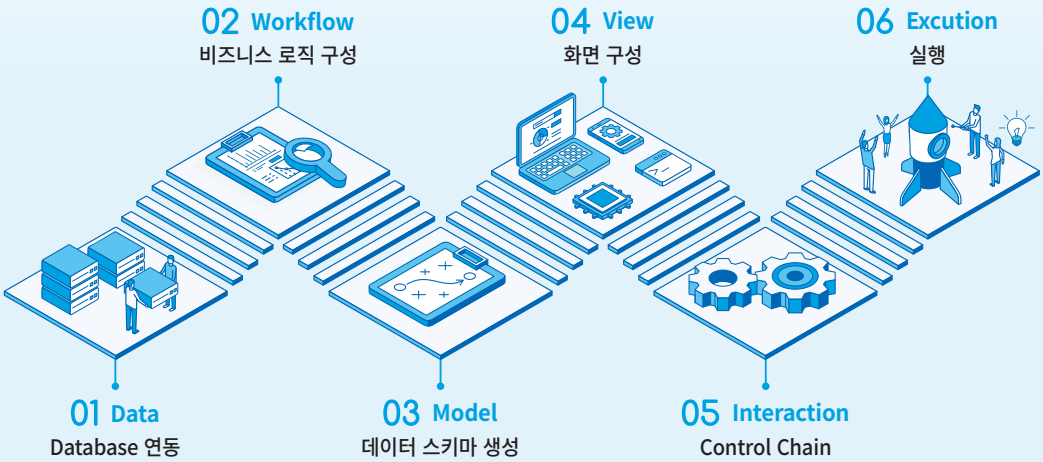 02 Workflow
비즈니스 로직 구성
04 View
화면 구성
06 Excution
실행
01 Data
Database 연동
03 Model
데이터 스키마 생성
05 Interaction
Control Chain